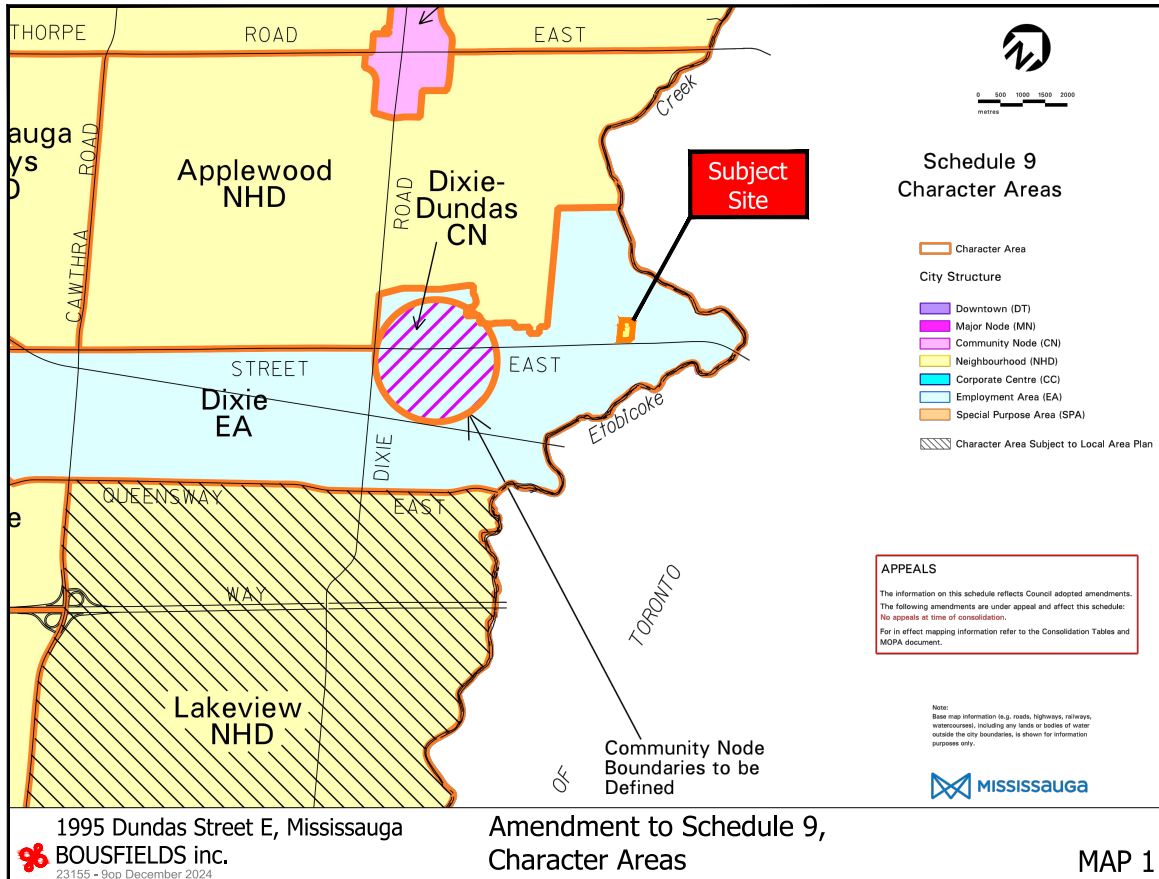 THORPE ROAD EAST
Creek
auga
ys
D
ROAD
CAWTHRA
Applewood
NHD
ROAD
Dixie-
Dundas
CN
Subject
Site
STREET EAST
Dixie
EA
DIXIE
Etobicoke
QUEENSWAY EAST
e
WAY
TORONTO
OF
Lakeview
NHD
Community Node
Boundaries to be
Defined
N
0 500 1000 1500 2000
metres
Schedule 9
Character Areas
Character Area
City Structure
Downtown (DT)
Major Node (MN)
Community Node (CN)
Neighbourhood (NHD)
Corporate Centre (CC)
Employment Area (EA)
Special Purpose Area (SPA)
Character Area Subject to Local Area Plan
APPEALS
The information on this schedule reflects Council adopted amendments.
The following amendments are under appeal and affect this schedule:
No appeals at time of consolidation.
For in effect mapping information refer to the Consolidation Tables and
MOPA document.
Note:
Base map information (e.g. roads, highways, railways,
watercourses), including any lands or bodies of water
outside the city boundaries, is shown for information
purposes only.
MISSISSAUGA
1995 Dundas Street E, Mississauga
BOUSFIELDS inc.
23155 - 9op December 2024
Amendment to Schedule 9,
Character Areas
MAP 1